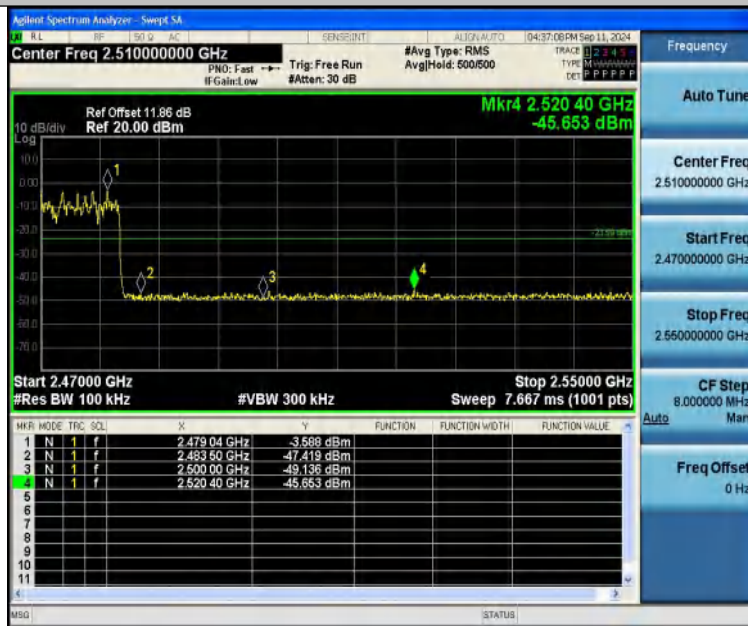 Agilent Spectrum Analyzer - Swept SA
RL RF 50 Ω AC SENSE:INT ALIGN AUTO 04:37:08 PM Sep 11, 2024
Center Freq 2.510000000 GHz
PNO: Fast
IFGain:Low
Trig: Free Run
#Atten: 30 dB
#Avg Type: RMS
Avg|Hold: 500/500
TRACE 1 2 3 4 5 6
TYPE
DET P P P P P P
Ref Offset 11.86 dB
10 dB/div Ref 20.00 dBm
Log
Mkr4 2.520 40 GHz
-45.653 dBm
10.0
0.00
-20.0
-30.0
-40.0
1
2
3
4
Start 2.47000 GHz Stop 2.55000 GHz
#Res BW 100 kHz #VBW 300 kHz Sweep 7.667 ms (1001 pts)
MKR MODE TRC SCL X Y FUNCTION FUNCTION WIDTH FUNCTION VALUE
1 N 1 f 2.479 04 GHz -3.588 dBm
2 N 1 f 2.483 50 GHz -47.419 dBm
3 N 1 f 2.500 00 GHz -49.136 dBm
4 N 1 f 2.520 40 GHz -45.653 dBm
5
6
7
8
9
10
11
MSG STATUS
Frequency
Auto Tune
Center Freq
2.510000000 GHz
Start Freq
2.470000000 GHz
Stop Freq
2.550000000 GHz
CF Step
8.000000 MHz
Auto Man
Freq Offset
0 Hz